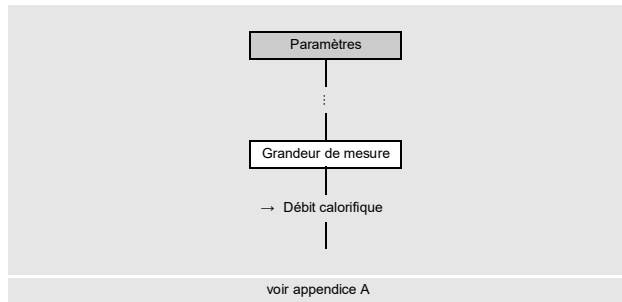 Paramètres
⋮
Grandeur de mesure
→ Débit calorifique
voir appendice A